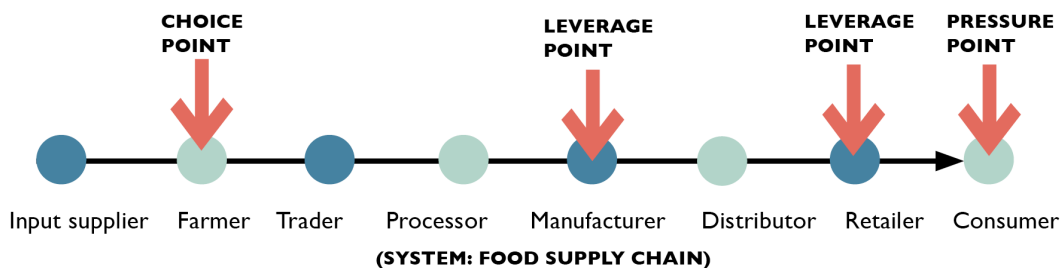 CHOICE
POINT
LEVERAGE
POINT
LEVERAGE
POINT
PRESSURE
POINT
Input supplier Farmer Trader Processor Manufacturer Distributor Retailer Consumer
(SYSTEM: FOOD SUPPLY CHAIN)